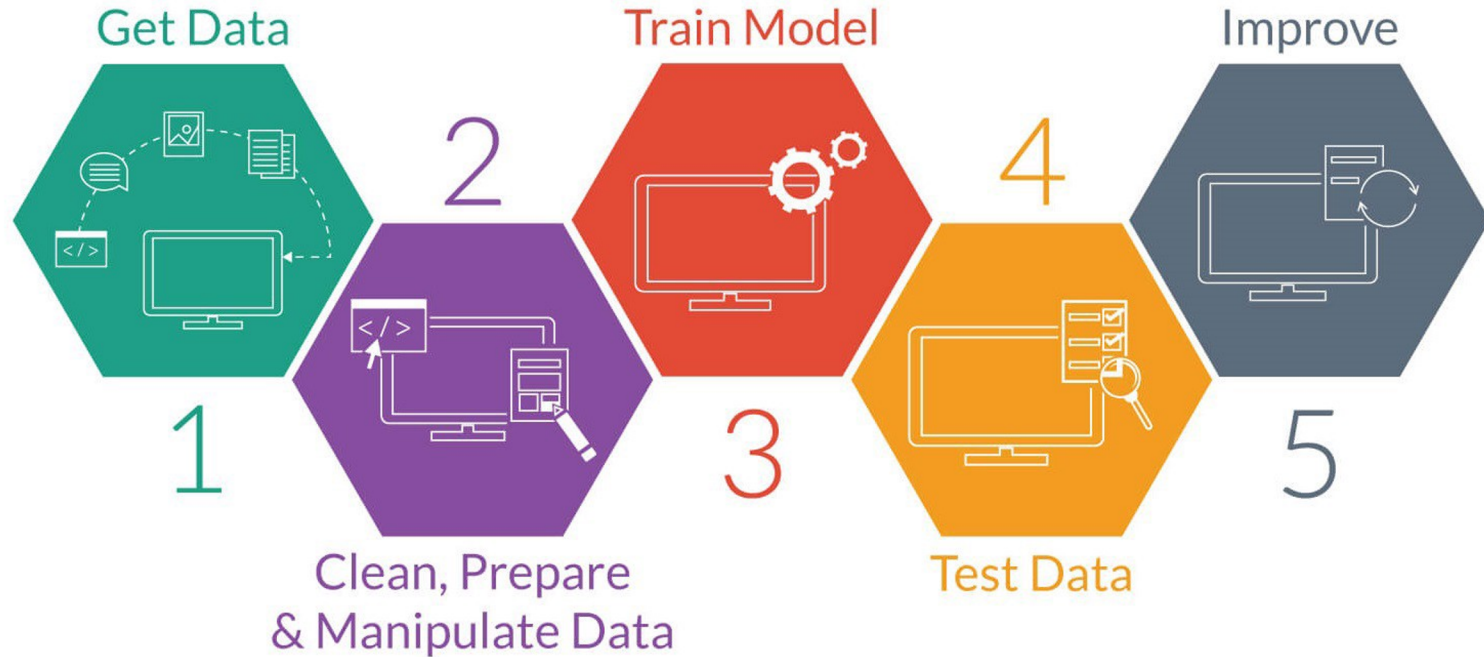 Get Data
1
2
Clean, Prepare
& Manipulate Data
Train Model
3
4
Test Data
Improve
5
</>
</>